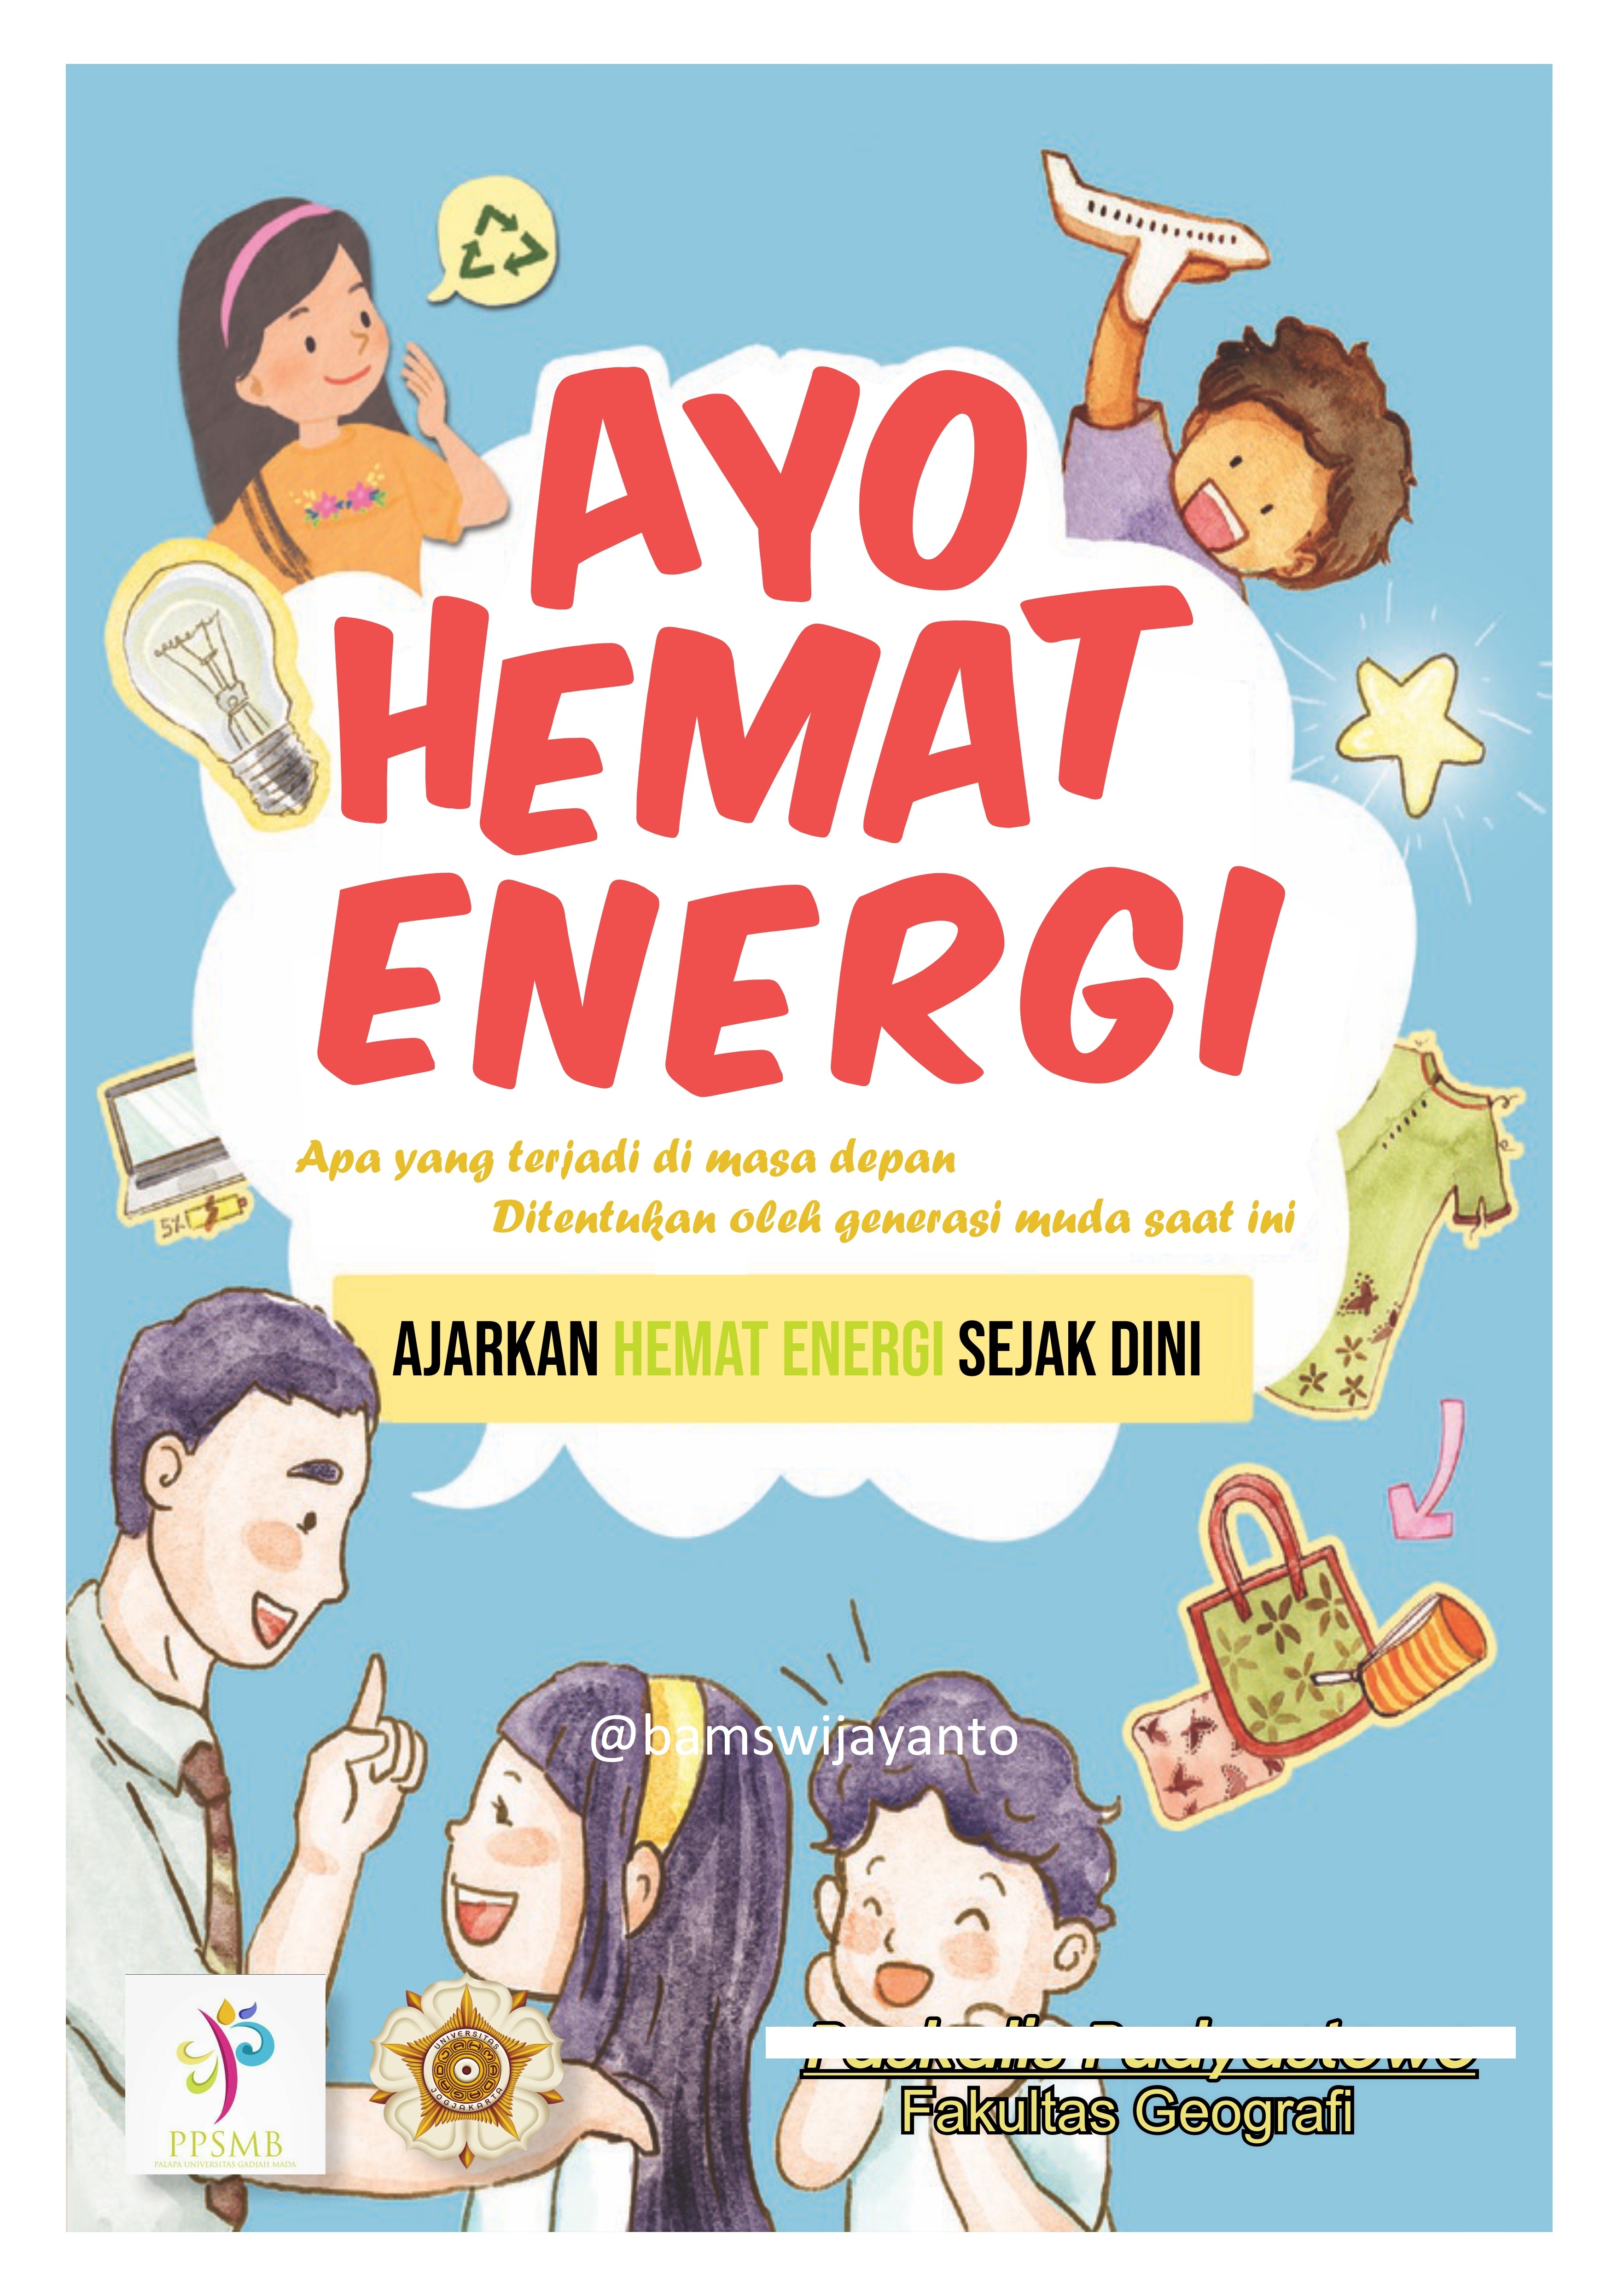 AYO
HEMAT
ENERGI
Apa yang terjadi di masa depan
Ditentukan oleh generasi muda saat ini
AJARKAN HEMAT ENERGI SEJAK DINI
5%
@bamswijayanto
PPSMB
PALAPA UNIVERSITAS GADJAH MADA
UNIVERSITAS
GADJAH MADA
JOGJAKARTA
Fakultas Geografi